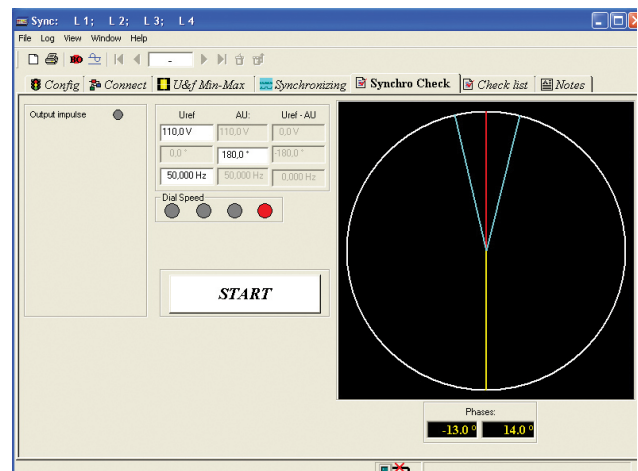 Sync: L 1; L 2; L 3; L 4
File Log View Window Help
-
Config Connect U&f Min-Max Synchronizing Synchro Check Check list Notes
Output impulse
Uref AU: Uref - AU
110,0 V 110,0 V 0,0 V
0,0 ° 180,0 ° -180,0 °
50,000 Hz 50,000 Hz 0,000 Hz
Dial Speed
START
Phases:
-13.0 º 14.0 º